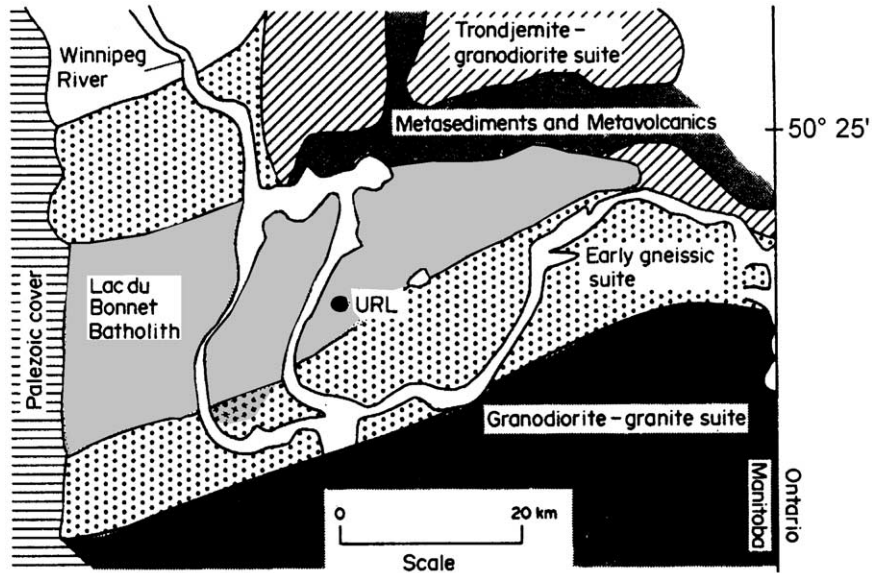 Winnipeg
River
Trondjemite –
granodiorite suite
Metasediments and Metavolcanics
50° 25'
Palezoic cover
Lac du
Bonnet
Batholith
URL
Early gneissic
suite
Granodiorite – granite suite
Manitoba
Ontario
0
20 km
Scale